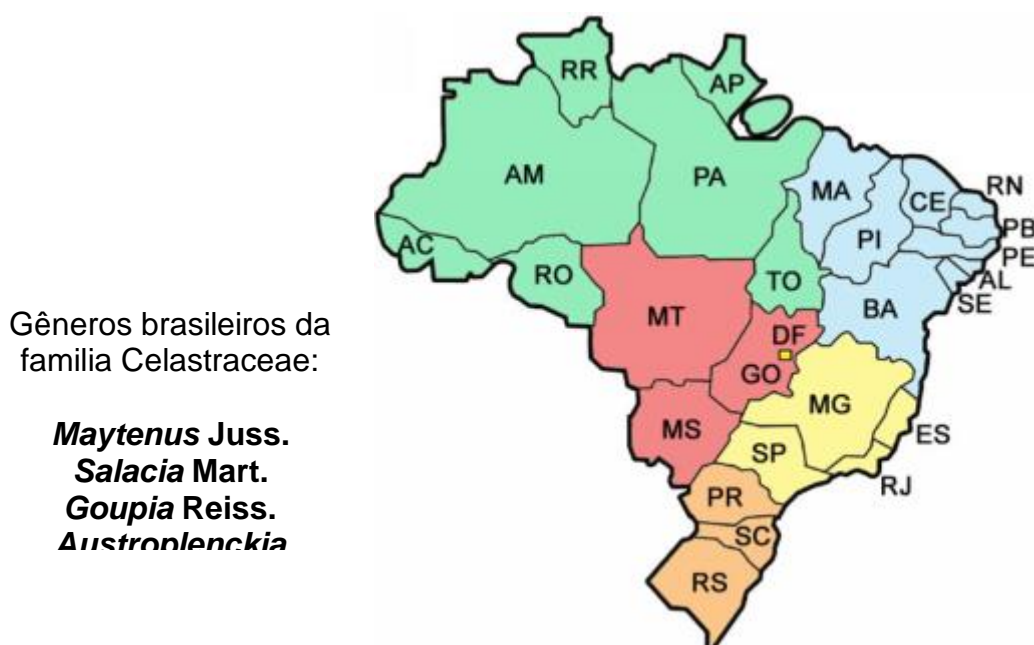 Gêneros brasileiros da
familia Celastraceae:
Maytenus Juss.
Salacia Mart.
Goupia Reiss.
Austroplenckia
RR
AP
AM
PA
MA
CE
RN
PB
PE
AL
SE
PI
AC
RO
TO
MT
BA
DF
GO
MG
MS
ES
SP
RJ
PR
SC
RS